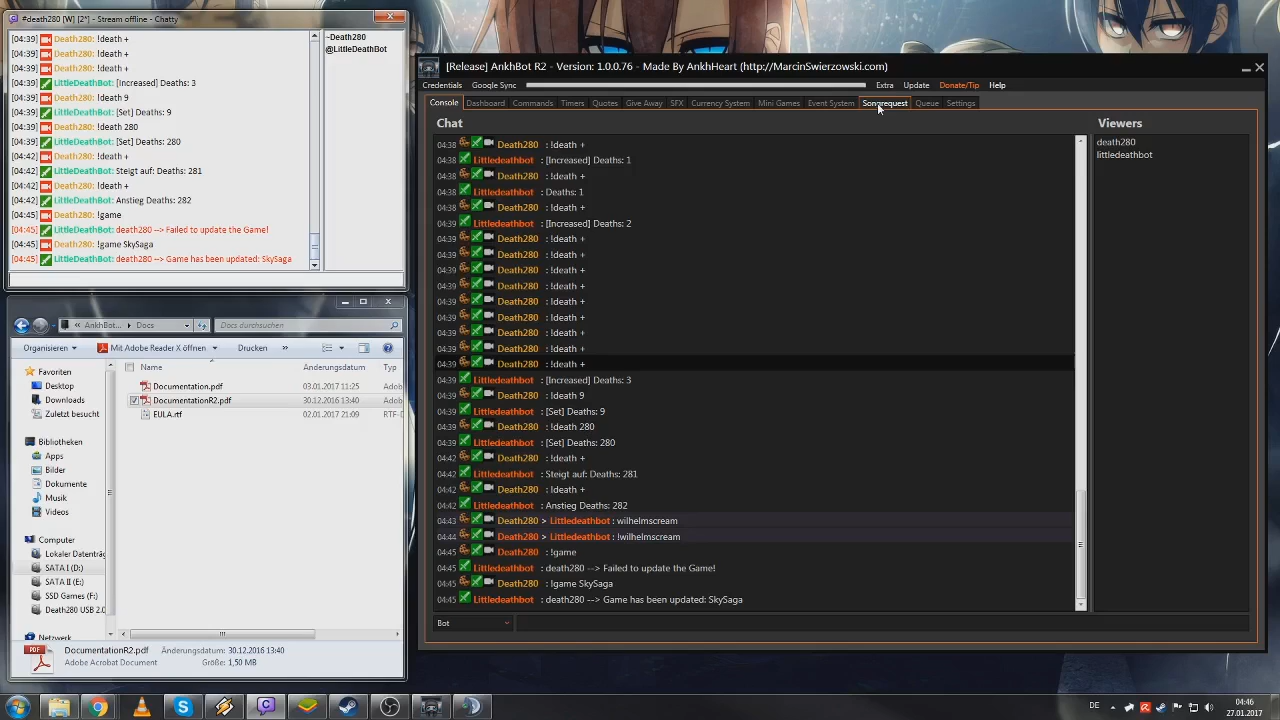 #death280 [W] [2*] - Stream offline - Chatty
[04:39] Death280: !death +
[04:39] Death280: !death +
[04:39] Death280: !death +
[04:39] LittleDeathBot: [Increased] Deaths: 3
[04:39] Death280: !death 9
[04:39] LittleDeathBot: [Set] Deaths: 9
[04:39] Death280: !death 280
[04:39] LittleDeathBot: [Set] Deaths: 280
[04:42] Death280: !death +
[04:42] LittleDeathBot: Steigt auf: Deaths: 281
[04:42] Death280: !death +
[04:42] LittleDeathBot: Anstieg Deaths: 282
[04:45] Death280: !game
[04:45] LittleDeathBot: death280 --> Failed to update the Game!
[04:45] Death280: !game SkySaga
[04:45] LittleDeathBot: death280 --> Game has been updated: SkySaga
~Death280
@LittleDeathBot
« AnkhBot... ▸ Docs
Docs durchsuchen
Organisieren
Mit Adobe Reader X öffnen
Drucken
»
Name
Änderungsdatum
Typ
Documentation.pdf
03.01.2017 11:25
Adob
DocumentationR2.pdf
30.12.2016 13:40
Adob
EULA.rtf
02.01.2017 21:09
RTF-D
Favoriten
Desktop
Downloads
Zuletzt besucht
Bibliotheken
Apps
Bilder
Dokumente
Musik
Videos
Computer
Lokaler Datenträg
SATA I (D:)
SATA II (E:)
SSD Games (F:)
Death280 USB 2.0
Netzwerk
PDF
DocumentationR2.pdf
Änderungsdatum: 30.12.2016 13:40
Adobe Acrobat Document
Größe: 1,50 MB
[Release] AnkhBot R2 - Version: 1.0.0.76 - Made By AnkhHeart (http://MarcinSwierzowski.com)
Credentials
Google Sync
Extra
Update
Donate/Tip
Help
Console
Dashboard
Commands
Timers
Quotes
Give Away
SFX
Currency System
Mini Games
Event System
Songrequest
Queue
Settings
Chat
04:38 Death280 : !death +
04:38 Littledeathbot : [Increased] Deaths: 1
04:38 Death280 : !death +
04:38 Littledeathbot : Deaths: 1
04:38 Death280 : !death +
04:39 Littledeathbot : [Increased] Deaths: 2
04:39 Death280 : !death +
04:39 Death280 : !death +
04:39 Death280 : !death +
04:39 Death280 : !death +
04:39 Death280 : !death +
04:39 Death280 : !death +
04:39 Death280 : !death +
04:39 Death280 : !death +
04:39 Death280 : !death +
04:39 Littledeathbot : [Increased] Deaths: 3
04:39 Death280 : !death 9
04:39 Littledeathbot : [Set] Deaths: 9
04:39 Death280 : !death 280
04:39 Littledeathbot : [Set] Deaths: 280
04:42 Death280 : !death +
04:42 Littledeathbot : Steigt auf: Deaths: 281
04:42 Death280 : !death +
04:42 Littledeathbot : Anstieg Deaths: 282
04:43 Death280 > Littledeathbot : wilhelmscream
04:44 Death280 > Littledeathbot : !wilhelmscream
04:45 Death280 : !game
04:45 Littledeathbot : death280 --> Failed to update the Game!
04:45 Death280 : !game SkySaga
04:45 Littledeathbot : death280 --> Game has been updated: SkySaga
Bot
Viewers
death280
littledeathbot
DE
04:46
27.01.2017